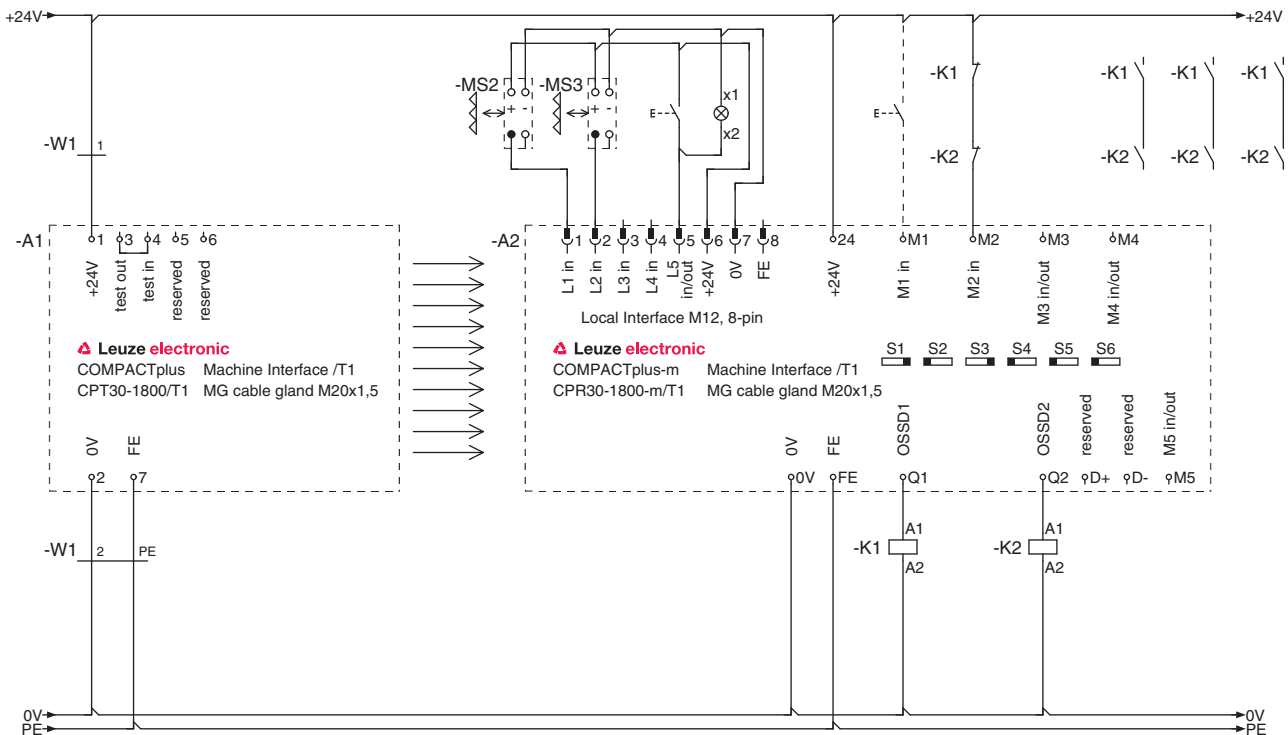 +24V
+24V
-MS2
+ -
-MS3
+ -
E
x1
x2
E
-K1
-K2
-K1
-K1
-K1
-K2
-K2
-K2
-W1
1
-A1
1
3
4
5
6
+24V
test out
test in
reserved
reserved
Leuze electronic
COMPACTplus Machine Interface /T1
CPT30-1800/T1 MG cable gland M20x1,5
0V
FE
2
7
-W1
2
PE
-A2
1
2
3
4
5
6
7
8
24
M1
M2
M3
M4
L1 in
L2 in
L3 in
L4 in
L5
in/out
+24V
0V
FE
+24V
M1 in
M2 in
M3 in/out
M4 in/out
Local Interface M12, 8-pin
Leuze electronic
COMPACTplus-m Machine Interface /T1
CPR30-1800-m/T1 MG cable gland M20x1,5
S1
S2
S3
S4
S5
S6
0V
FE
OSSD1
OSSD2
reserved
reserved
M5 in/out
0V
FE
Q1
Q2
D+
D-
M5
-K1
A1
A2
-K2
A1
A2
0V
0V
PE
PE